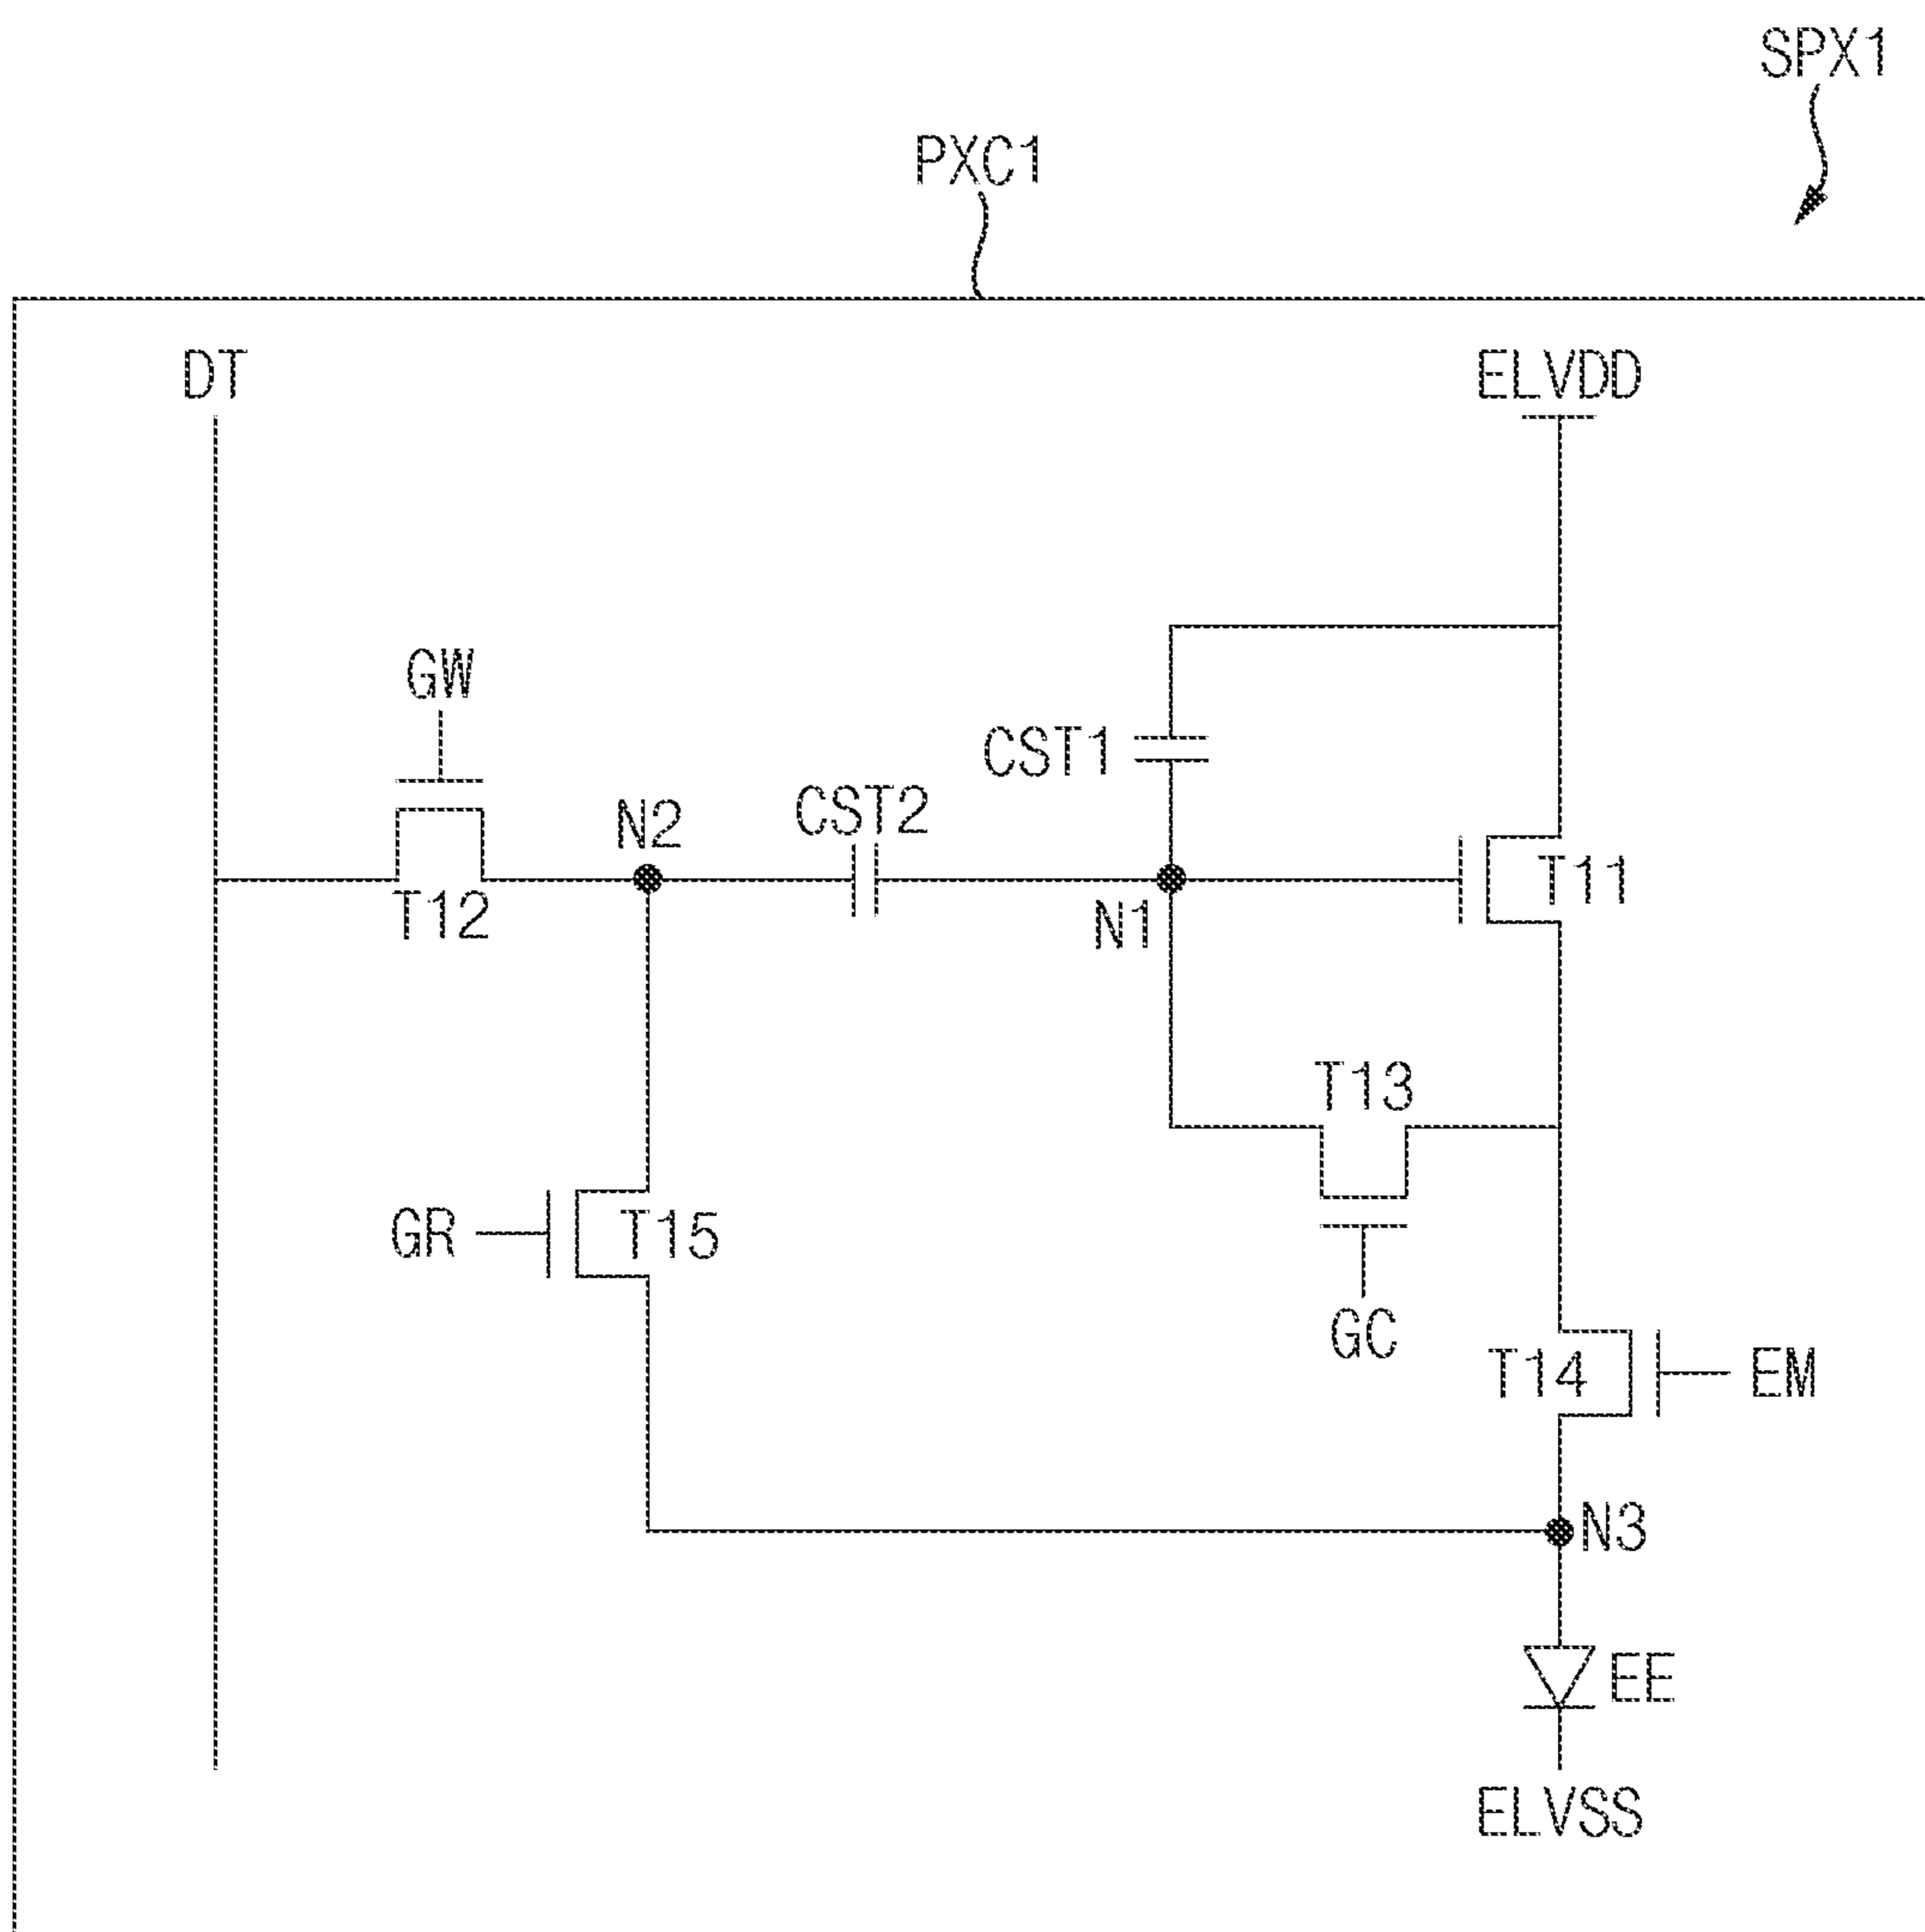 SPX1
PXC1
DT
ELVDD
GW
CST1
CST2
N2
T11
T12
N1
T13
GR
T15
GC
T14
EM
N3
EE
ELVSS